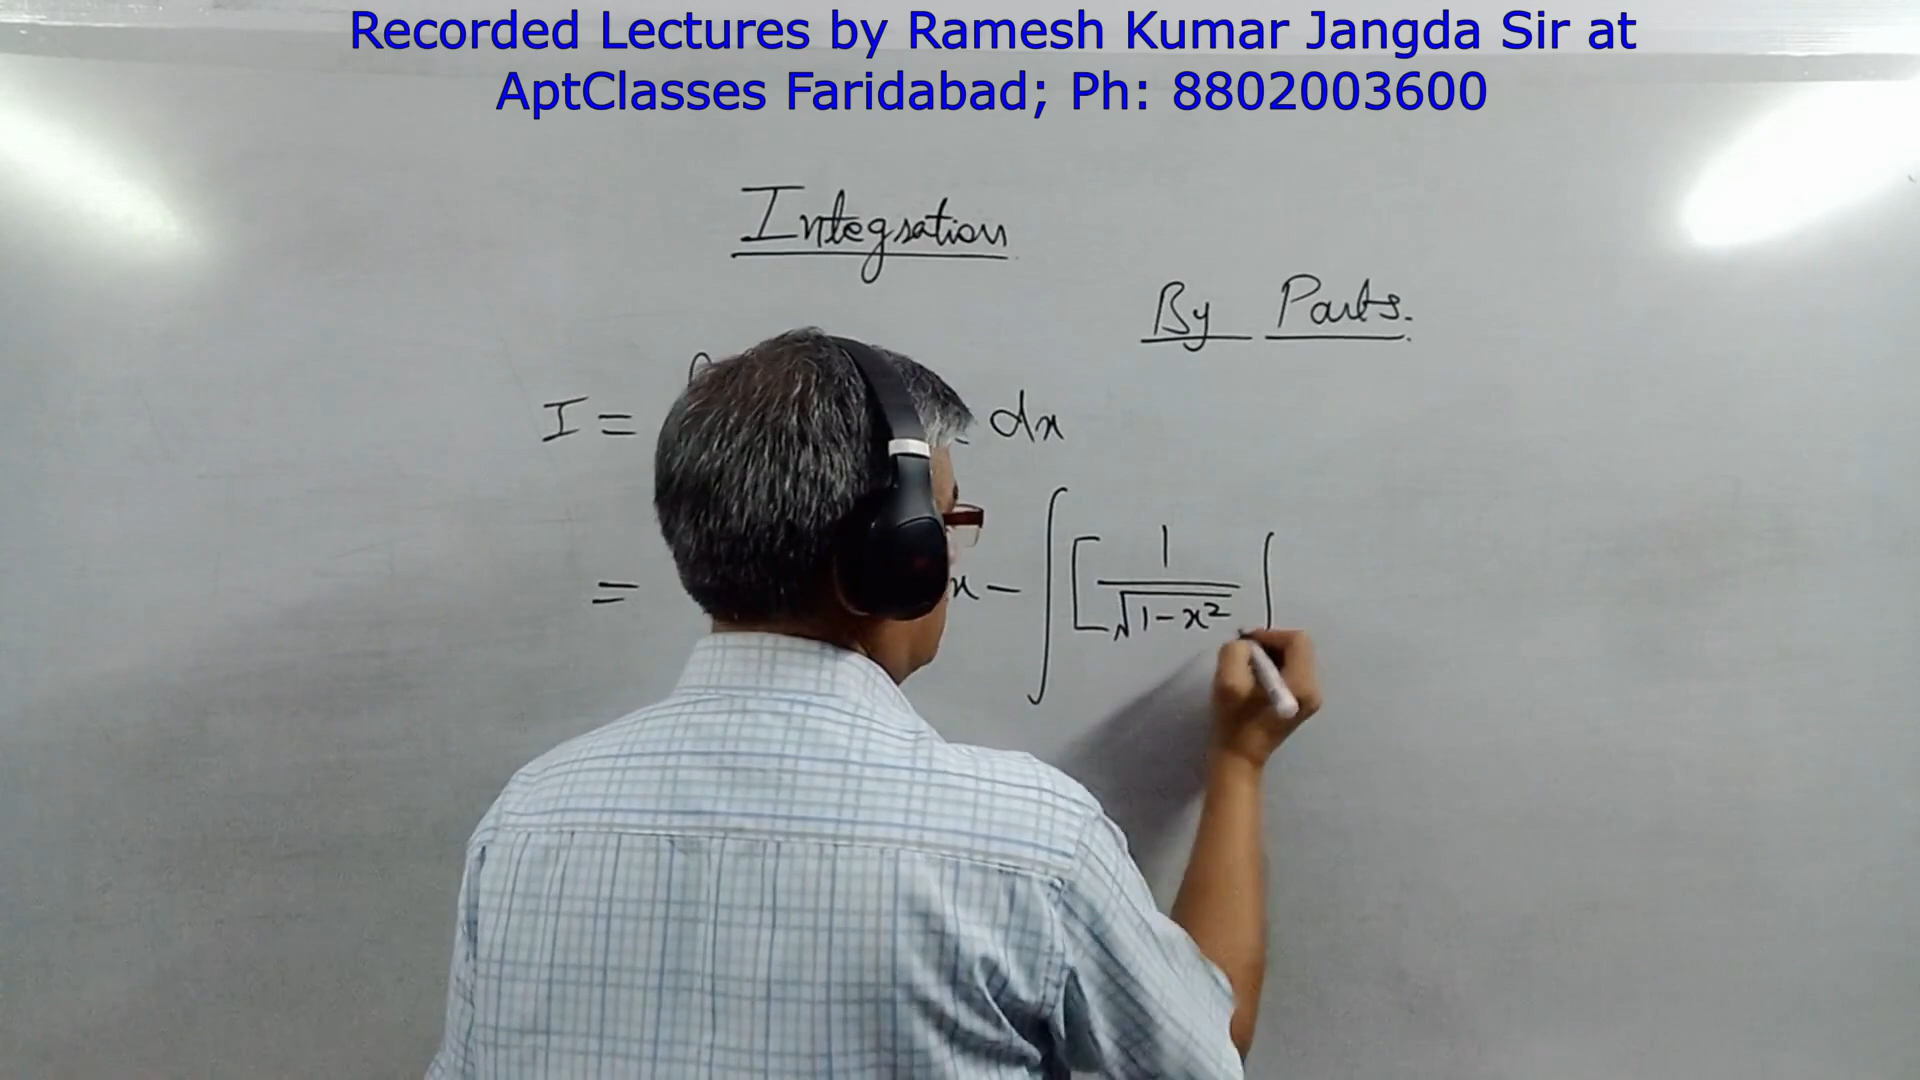 Recorded Lectures by Ramesh Kumar Jangda Sir at
AptClasses Faridabad; Ph: 8802003600
Integration
By Parts.
I = dx
= x - ∫ [ 1/√(1-x²) ∫